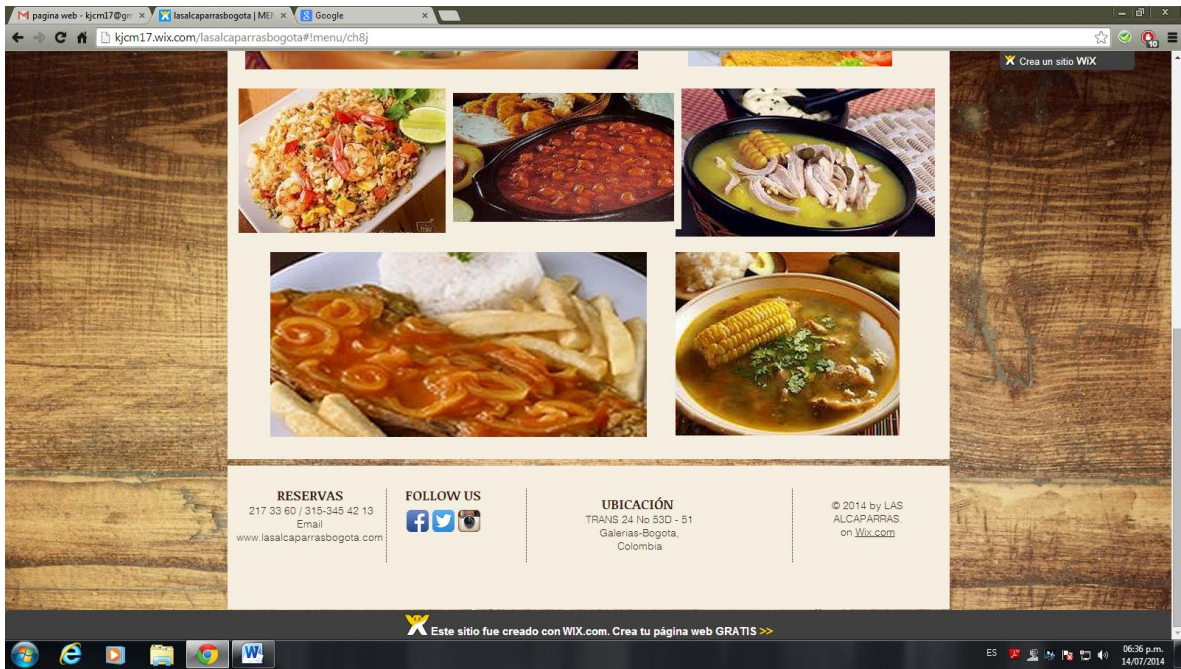 pagina web - kjcm17@gm
lasalcaparrasbogota | MEN
Google
kjcm17.wix.com/lasalcaparrasbogota#!menu/ch8j
10
Crea un sitio WiX
RESERVAS
217 33 60 / 315-345 42 13
Email
www.lasalcaparrasbogota.com
FOLLOW US
UBICACIÓN
TRANS 24 No 53D - 51
Galerias-Bogota,
Colombia
© 2014 by LAS
ALCAPARRAS.
on Wix.com
Este sitio fue creado con WIX.com. Crea tu página web GRATIS >>
ES
06:36 p.m.
14/07/2014